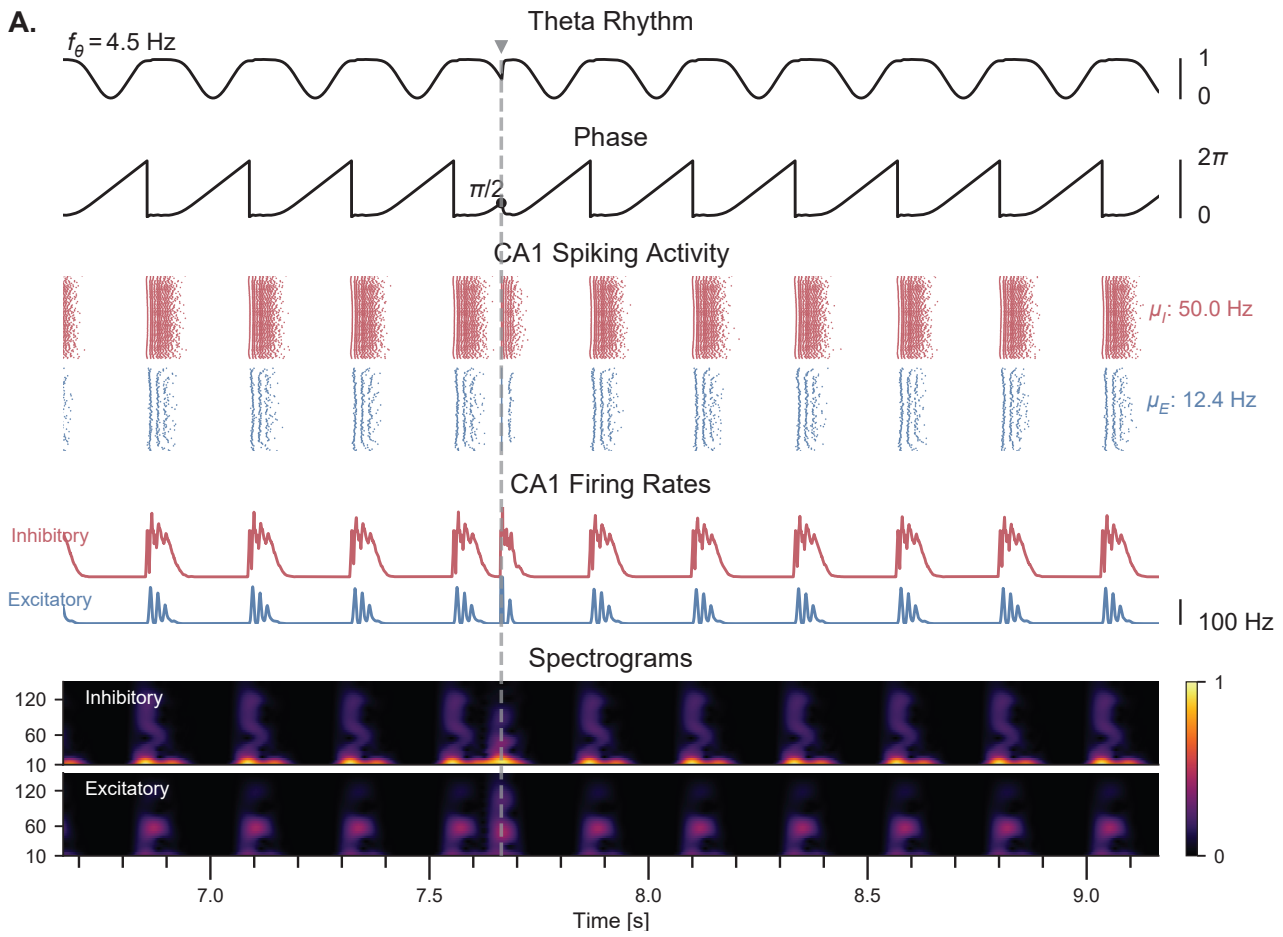 A.
Theta Rhythm
fθ = 4.5 Hz
1
0
Phase
2π
π/2
0
CA1 Spiking Activity
μI: 50.0 Hz
μE: 12.4 Hz
CA1 Firing Rates
Inhibitory
Excitatory
100 Hz
Spectrograms
Inhibitory
120
60
10
Excitatory
120
60
10
1
0
7.0 7.5 8.0 8.5 9.0
Time [s]